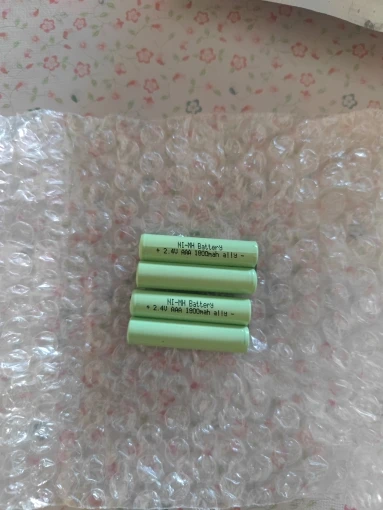 NI-MH Battery
+ 2.4V AAA 1800mah ally -
NI-MH Battery
+ 2.4V AAA 1800mah ally -